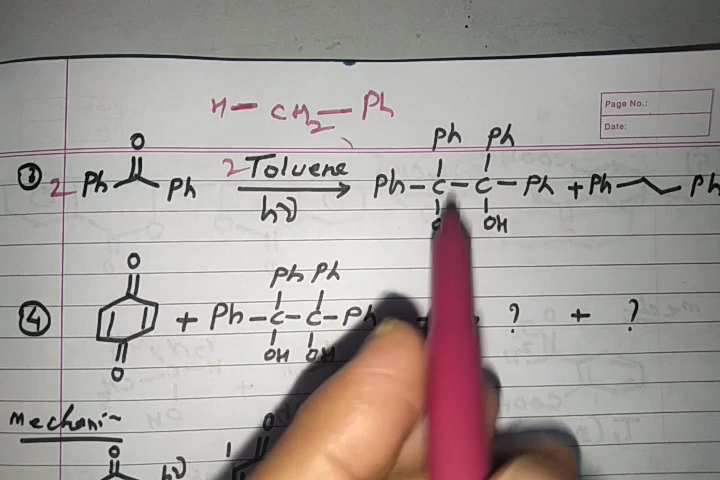 H — CH2 — Ph
Page No.:
Date:
Ph Ph
O
③ 2 Ph Ph 2 Toluene Ph — C — C — Ph + Ph Ph
hν
OH
O
Ph Ph
④ + Ph — C — C — Ph ? + ?
OH OH
O
Mechani~
O
hν